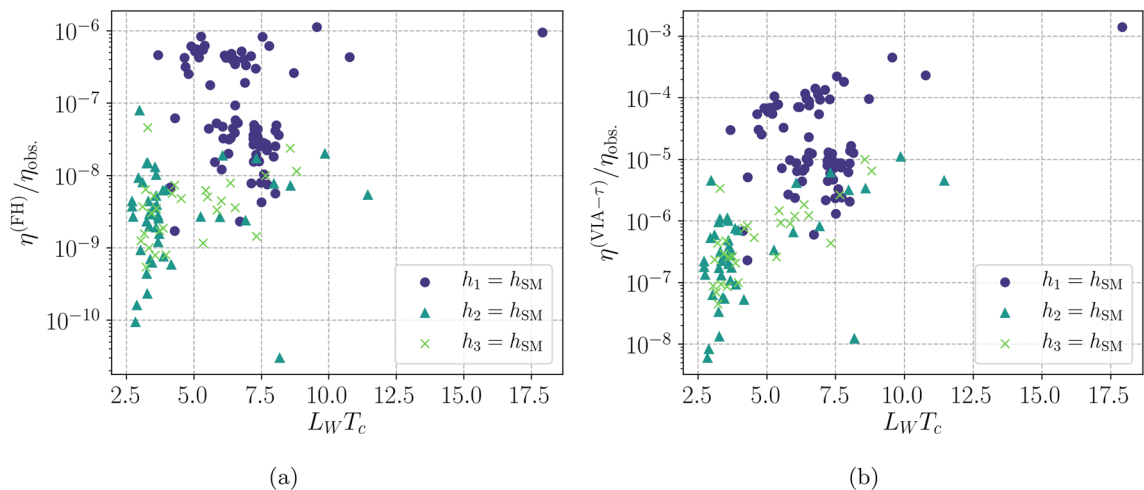 η^(FH)/η_obs.
10^−6
10^−7
10^−8
10^−9
10^−10
2.5 5.0 7.5 10.0 12.5 15.0 17.5
L_W T_c
h_1 = h_SM
h_2 = h_SM
h_3 = h_SM
(a)
η^(VIA−τ)/η_obs.
10^−3
10^−4
10^−5
10^−6
10^−7
10^−8
2.5 5.0 7.5 10.0 12.5 15.0 17.5
L_W T_c
h_1 = h_SM
h_2 = h_SM
h_3 = h_SM
(b)